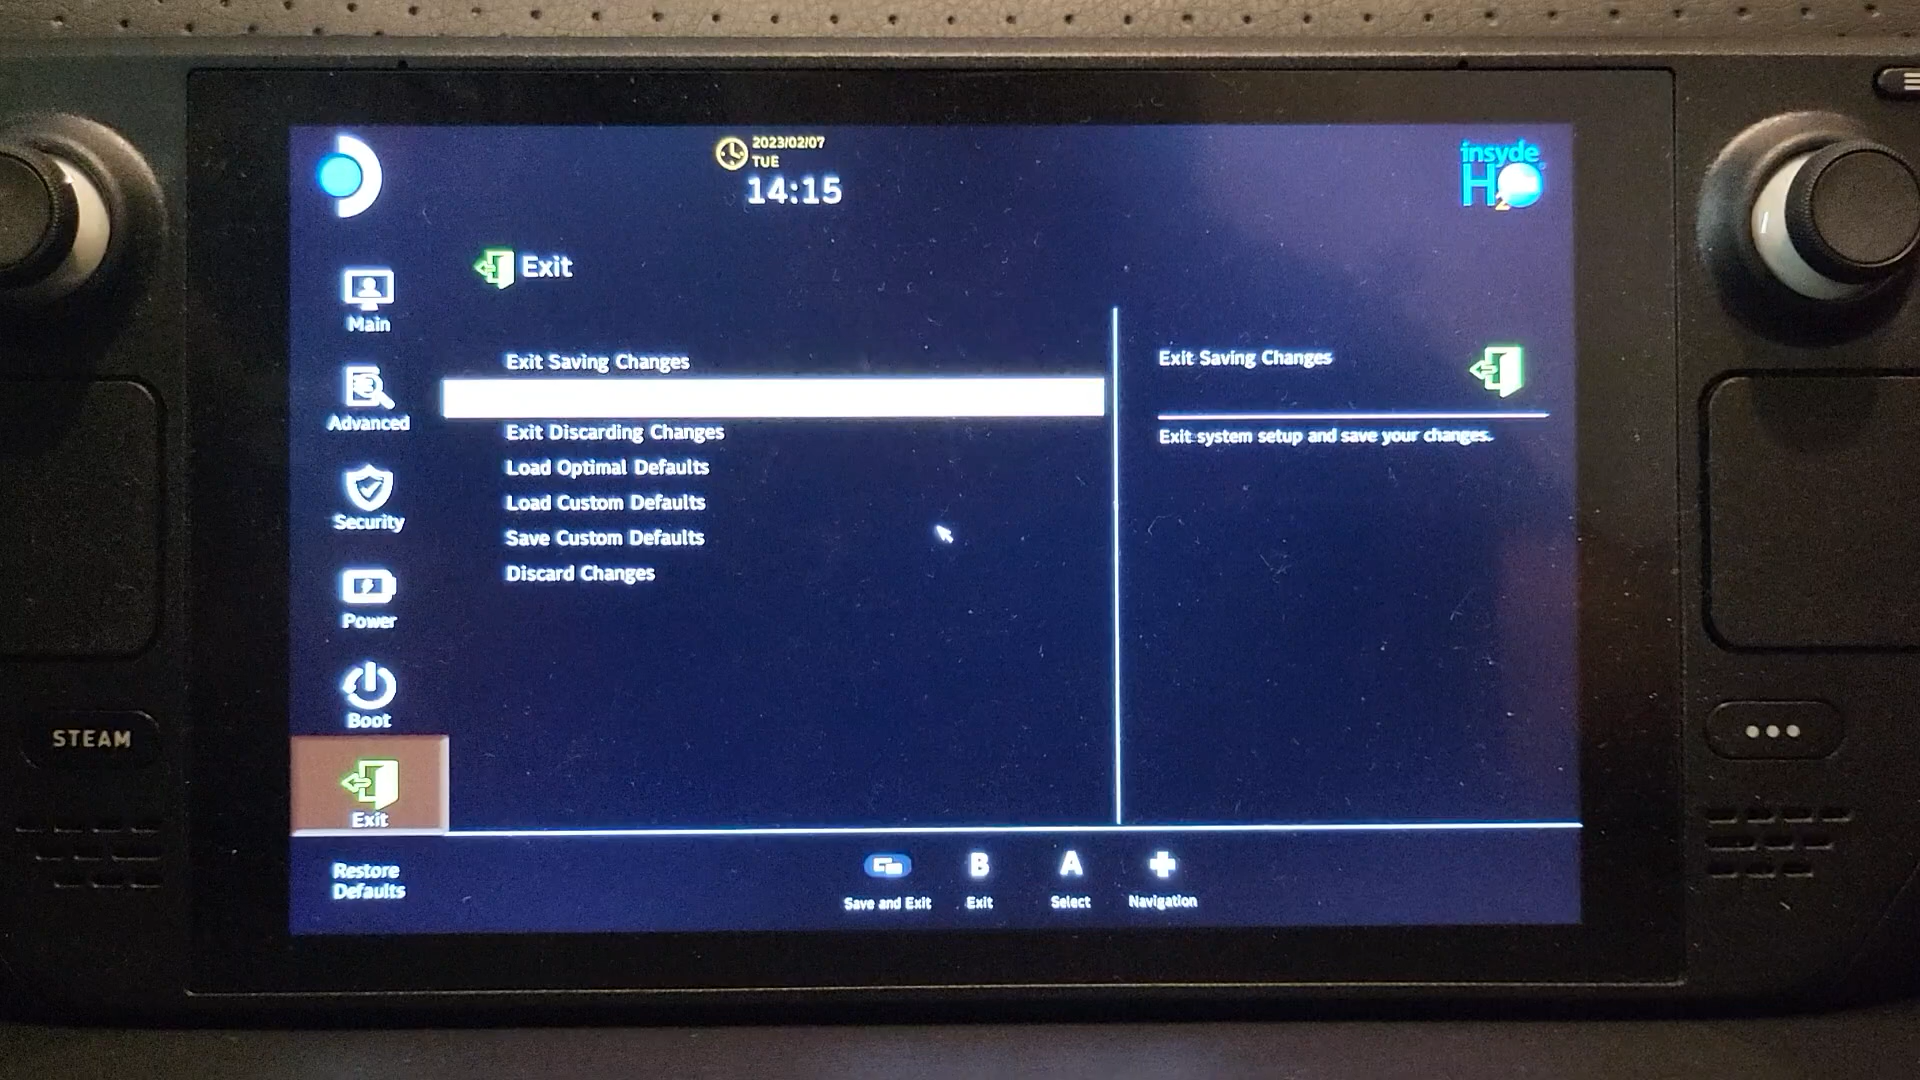 2023/02/07
TUE
14:15
insyde
H2O
Exit
Main
Advanced
Security
Power
Boot
Exit
Restore
Defaults
Exit Saving Changes
Exit Discarding Changes
Load Optimal Defaults
Load Custom Defaults
Save Custom Defaults
Discard Changes
Exit Saving Changes
Exit system setup and save your changes.
B
A
Save and Exit
Exit
Select
Navigation
STEAM